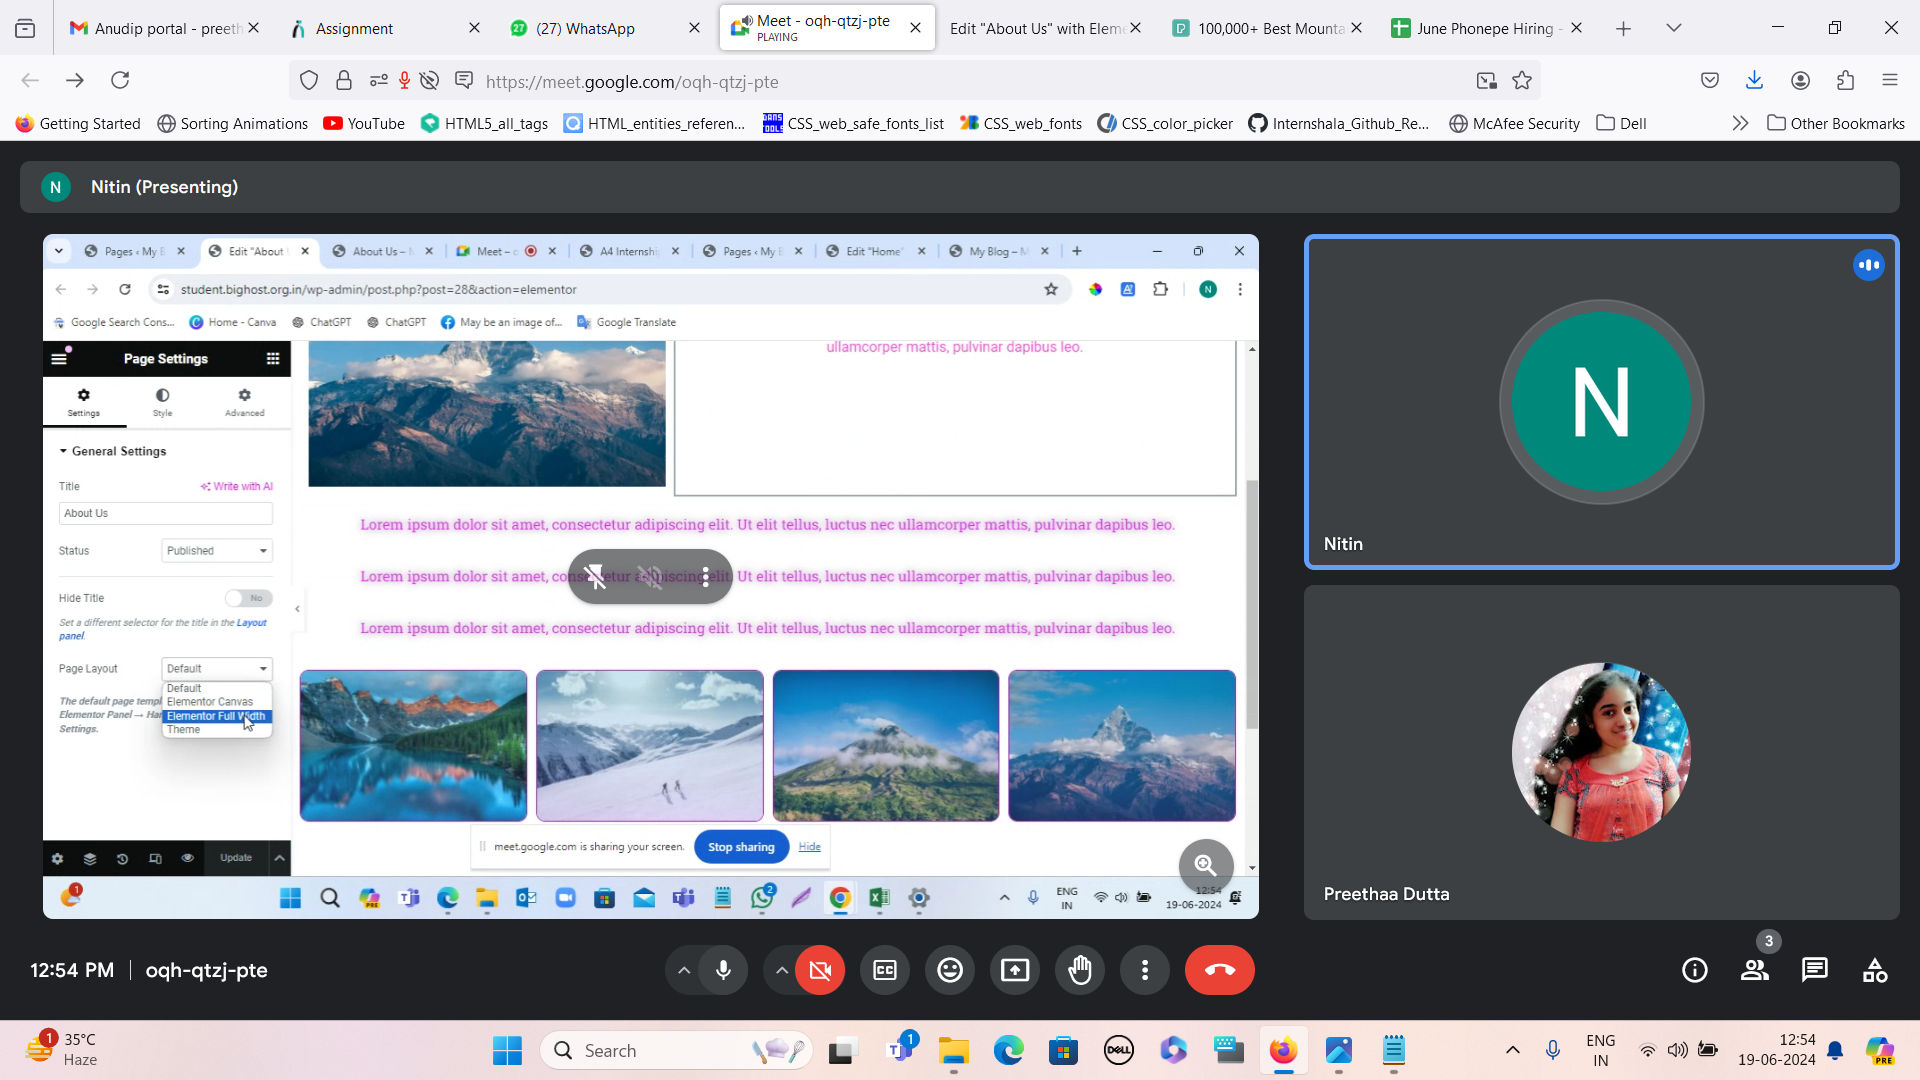 Anudip portal - preeth
Assignment
27
(27) WhatsApp
Meet - oqh-qtzj-pte
PLAYING
Edit "About Us" with Eleme
100,000+ Best Mounta
June Phonepe Hiring -
https://meet.google.com/oqh-qtzj-pte
Getting Started
Sorting Animations
YouTube
HTML5_all_tags
HTML_entities_referen...
CSS_web_safe_fonts_list
CSS_web_fonts
CSS_color_picker
Internshala_Github_Re...
McAfee Security
Dell
Other Bookmarks
N
Nitin (Presenting)
Pages ‹ My B
Edit "About
About Us –
Meet –
A4 Internshi
Pages ‹ My B
Edit "Home"
My Blog –
student.bighost.org.in/wp-admin/post.php?post=28&action=elementor
N
Google Search Cons...
Home - Canva
ChatGPT
ChatGPT
May be an image of...
Google Translate
Page Settings
ullamcorper mattis, pulvinar dapibus leo.
Settings
Style
Advanced
General Settings
Title
Write with AI
About Us
Status
Published
Hide Title
No
Set a different selector for the title in the Layout
panel.
Page Layout
Default
Default
Elementor Canvas
Elementor Full Width
Theme
The default page templ
Elementor Panel → Ham
Settings.
Update
Lorem ipsum dolor sit amet, consectetur adipiscing elit. Ut elit tellus, luctus nec ullamcorper mattis, pulvinar dapibus leo.
Lorem ipsum dolor sit amet, consectetur adipiscing elit. Ut elit tellus, luctus nec ullamcorper mattis, pulvinar dapibus leo.
Lorem ipsum dolor sit amet, consectetur adipiscing elit. Ut elit tellus, luctus nec ullamcorper mattis, pulvinar dapibus leo.
meet.google.com is sharing your screen.
Stop sharing
Hide
1
PRE
2
ENG
IN
12:54
19-06-2024
N
Nitin
Preethaa Dutta
12:54 PM
oqh-qtzj-pte
CC
3
1
35°C
Haze
Search
1
DELL
ENG
IN
12:54
19-06-2024
PRE